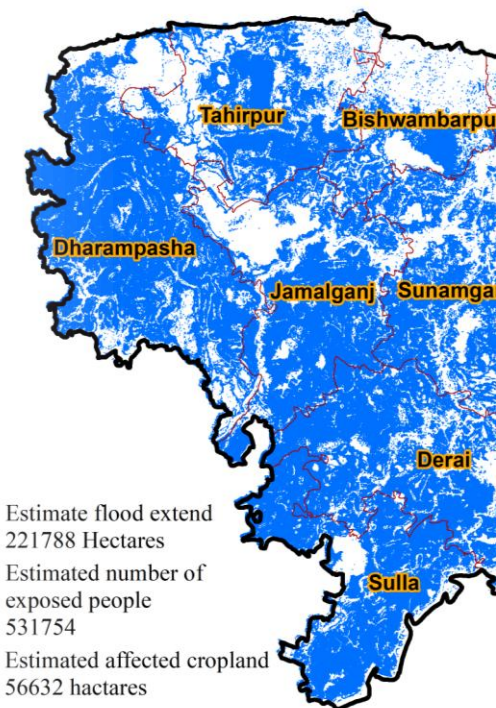 Tahirpur
Bishwambarpu
Dharampasha
Jamalganj
Sunamga
Derai
Estimate flood extend
221788 Hectares
Estimated number of
exposed people
531754
Sulla
Estimated affected cropland
56632 hactares